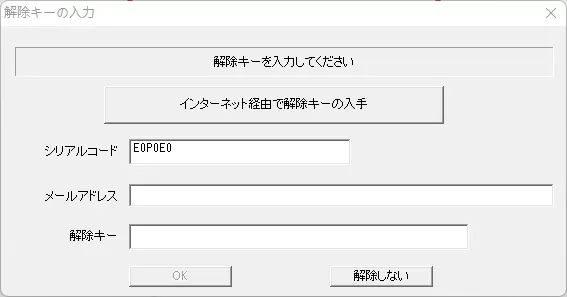 解除キーの入力
解除キーを入力してください
インターネット経由で解除キーの入手
シリアルコード
E0P0E0
メールアドレス
解除キー
OK
解除しない